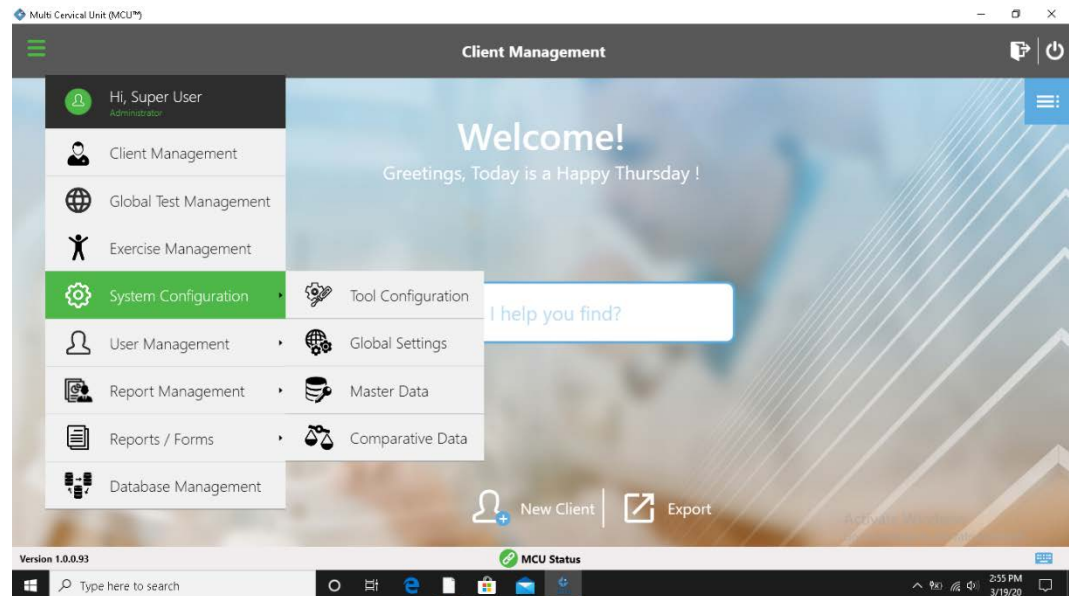 Multi Cervical Unit (MCU™)
Client Management
Hi, Super User
Administrator
Client Management
Global Test Management
Exercise Management
System Configuration
User Management
Report Management
Reports / Forms
Database Management
Tool Configuration
Global Settings
Master Data
Comparative Data
Welcome!
Greetings, Today is a Happy Thursday !
I help you find?
New Client
Export
Version 1.0.0.93
MCU Status
Type here to search
2:55 PM
3/19/20